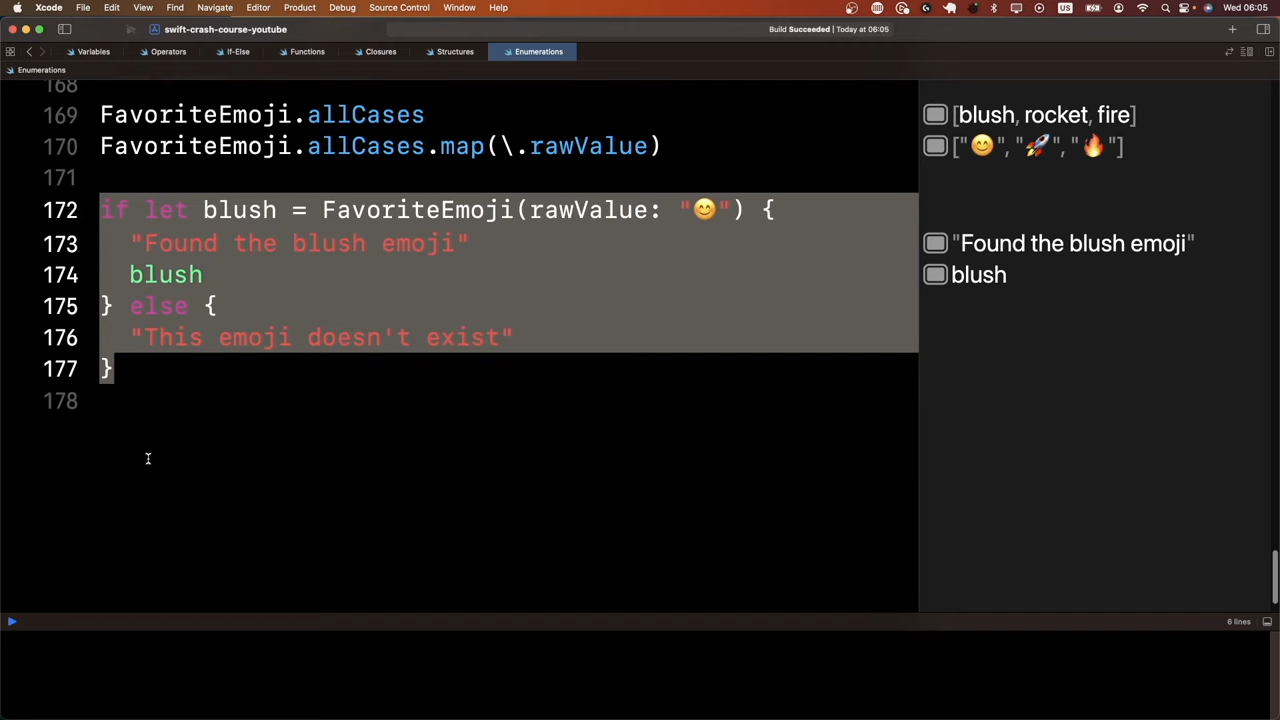 Xcode File Edit View Find Navigate Editor Product Debug Source Control Window Help US Wed 06:05
swift-crash-course-youtube Build Succeeded | Today at 06:05
Variables Operators If-Else Functions Closures Structures Enumerations
Enumerations
168
169 FavoriteEmoji.allCases [blush, rocket, fire]
170 FavoriteEmoji.allCases.map(\.rawValue) ["😊", "🚀", "🔥"]
171
172 if let blush = FavoriteEmoji(rawValue: "😊") {
173 "Found the blush emoji" "Found the blush emoji"
174 blush blush
175 } else {
176 "This emoji doesn't exist"
177 }
178
6 lines